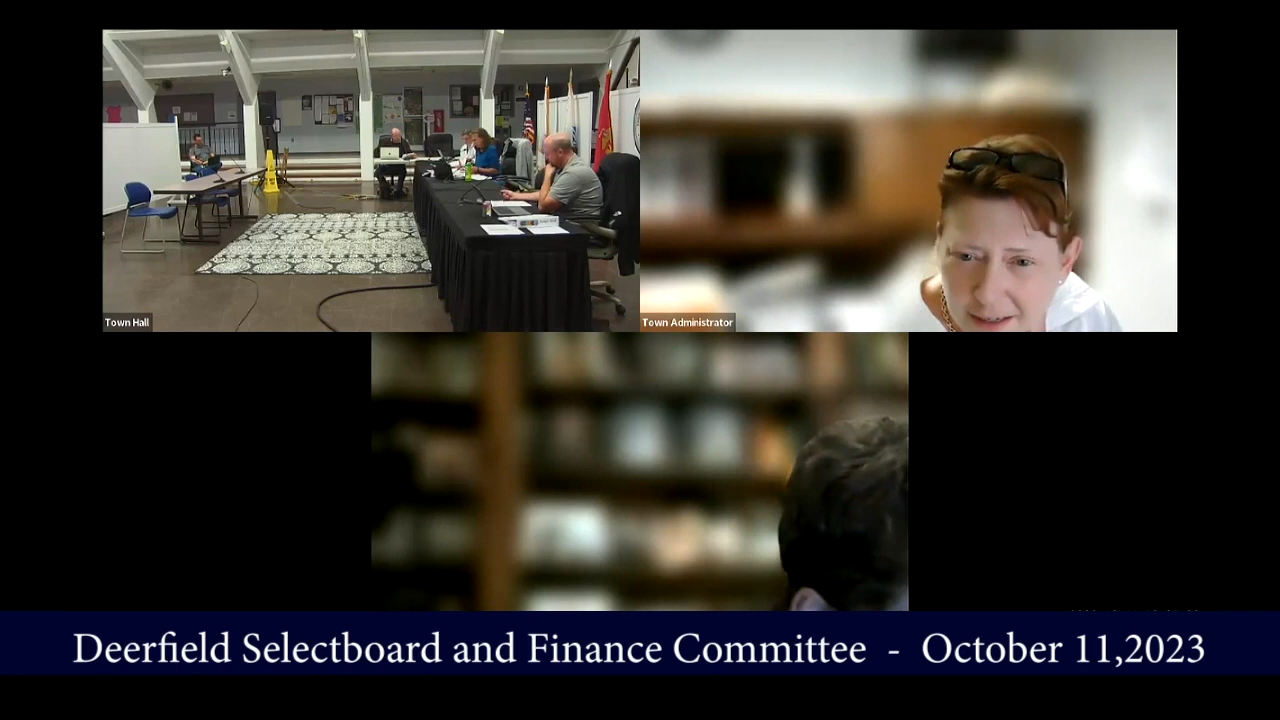 Town Hall
Town Administrator
Deerfield Selectboard and Finance Committee - October 11,2023